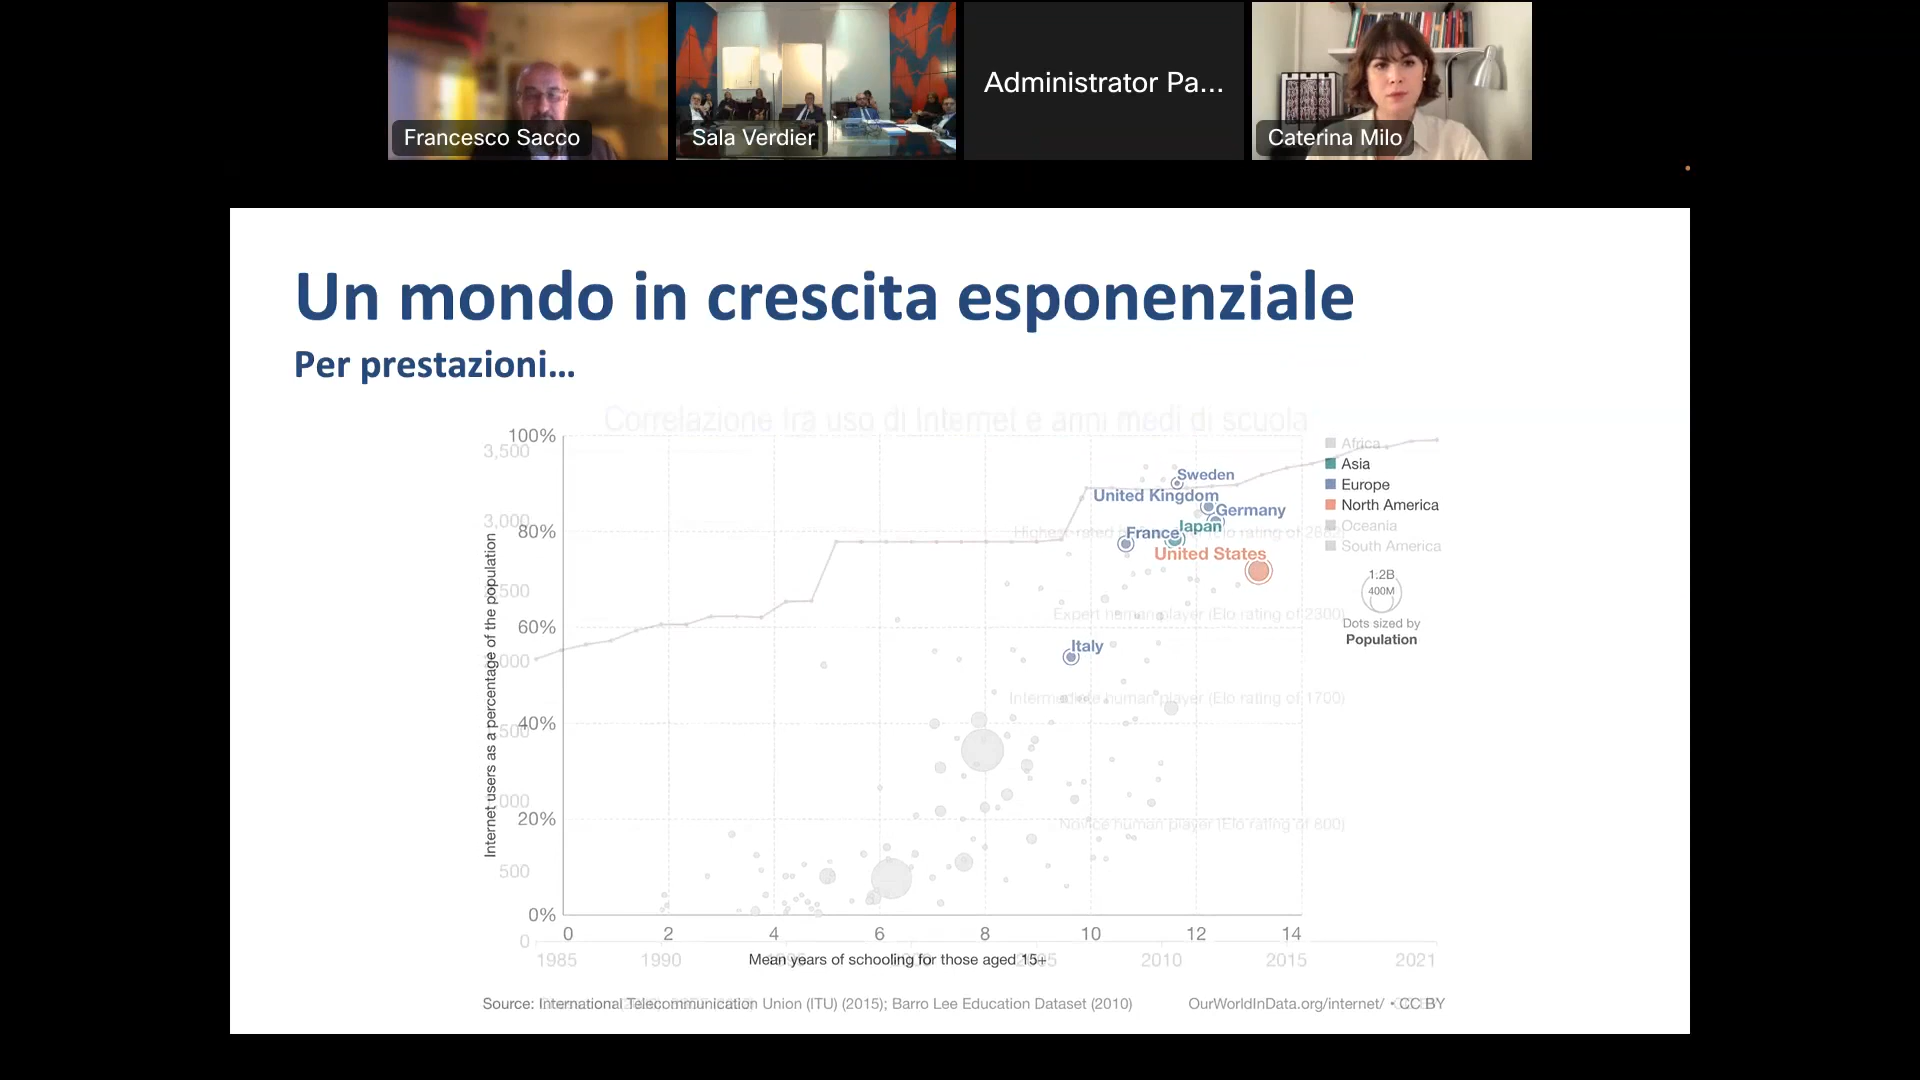 Francesco Sacco
Sala Verdier
Administrator Pa...
Caterina Milo
Un mondo in crescita esponenziale
Per prestazioni...
Correlazione fra uso di Internet e anni medi di scuola
100%
3,500
3,000
80%
60%
40%
20%
500
0%
0
Internet users as a percentage of the population
Sweden
United Kingdom
Germany
Japan
France
United States
Italy
Expert human player (Elo rating of 2300)
Intermediate human player (Elo rating of 1700)
Novice human player (Elo rating of 800)
Africa
Asia
Europe
North America
Oceania
South America
1.2B
400M
Dots sized by
Population
0 2 4 6 8 10 12 14
1985 1990 2010 2015 2021
Mean years of schooling for those aged 15+
Source: International Telecommunication Union (ITU) (2015); Barro Lee Education Dataset (2010)
OurWorldInData.org/internet/ • CC BY